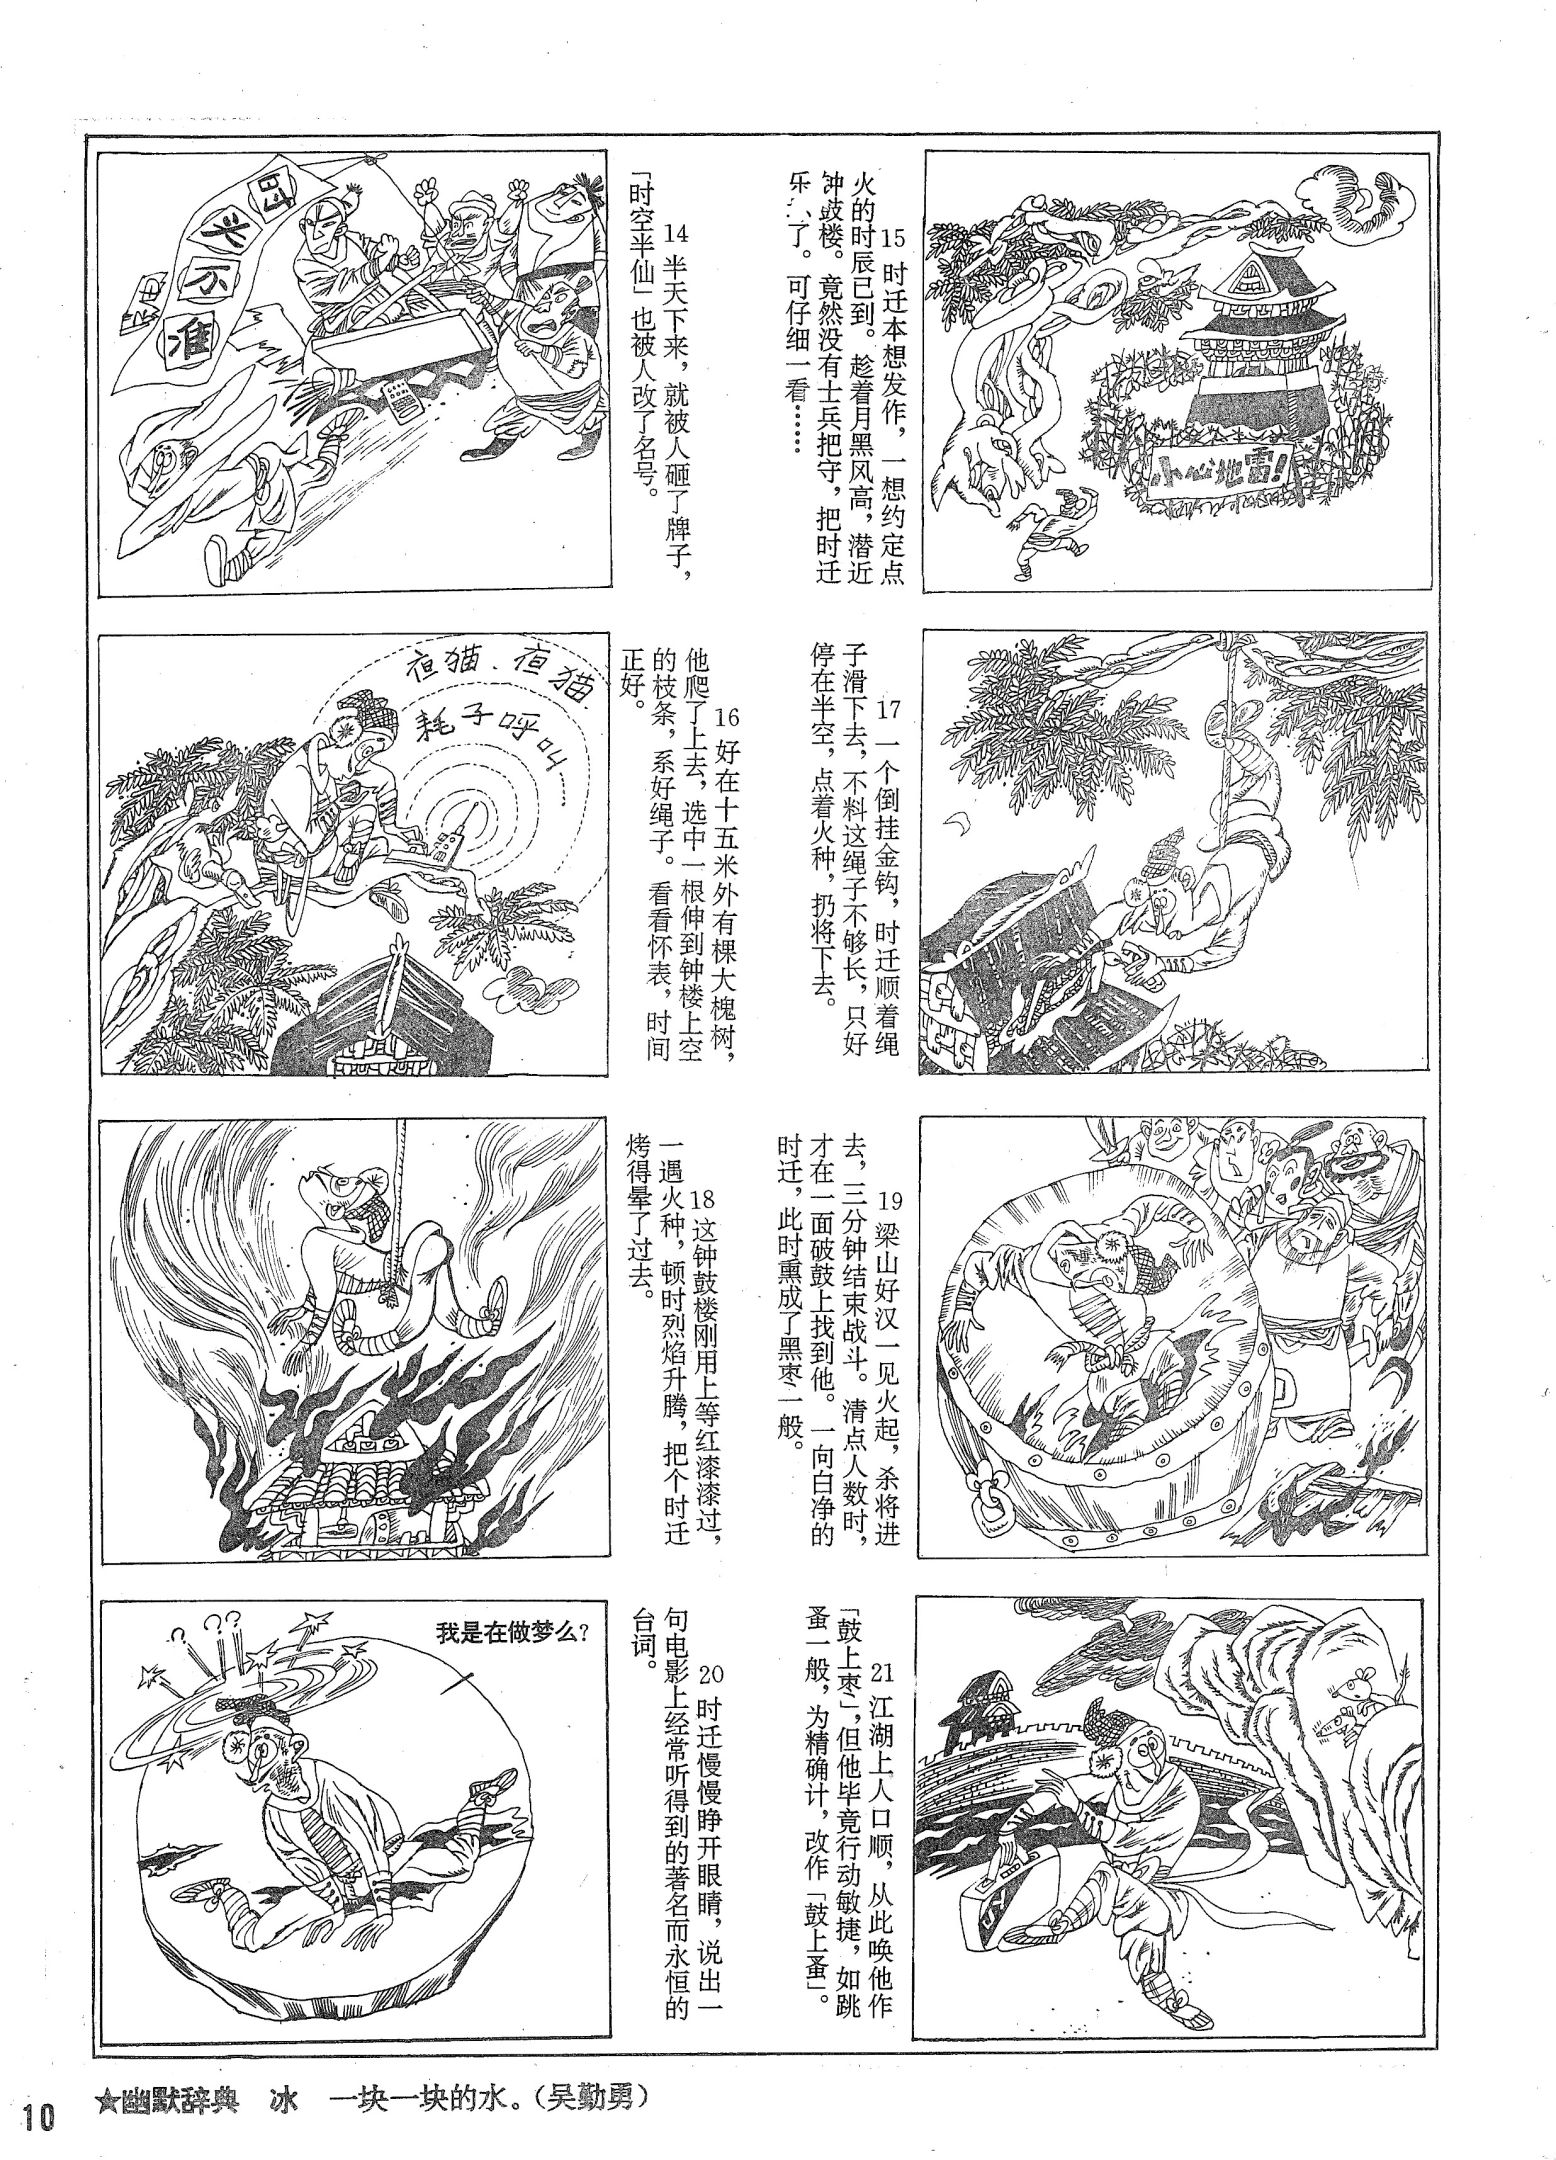 时
来
不
准
14 半天下来，就被人砸了牌子，
「时空半仙」也被人改了名号。
15 时迁本想发作，一想约定点
火的时辰已到。趁着月黑风高，潜近
钟鼓楼。竟然没有士兵把守，把时迁
乐了。可仔细一看……
小心地雷！
夜猫、夜猫
耗子呼叫
16 好在十五米外有棵大槐树，
他爬了上去，选中一根伸到钟楼上空
的枝条，系好绳子。看看怀表，时间
正好。
17 一个倒挂金钩，时迁顺着绳
子滑下去，不料这绳子不够长，只好
停在半空，点着火种，扔将下去。
18 这钟鼓楼刚用上等红漆漆过，
一遇火种，顿时烈焰升腾，把个时迁
烤得晕了过去。
19 梁山好汉一见火起，杀将进
去，三分钟结束战斗。清点人数时，
才在一面破鼓上找到他。一向白净的
时迁，此时熏成了黑枣一般。
我是在做梦么?
20 时迁慢慢睁开眼睛，说出一
句电影上经常听得到的著名而永恒的
台词。
21 江湖上人口顺，从此唤他作
「鼓上枣」，但他毕竟行动敏捷，如跳
蚤一般，为精确计，改作「鼓上蚤」。
★幽默辞典 冰 一块一块的水。（吴勤勇）
10